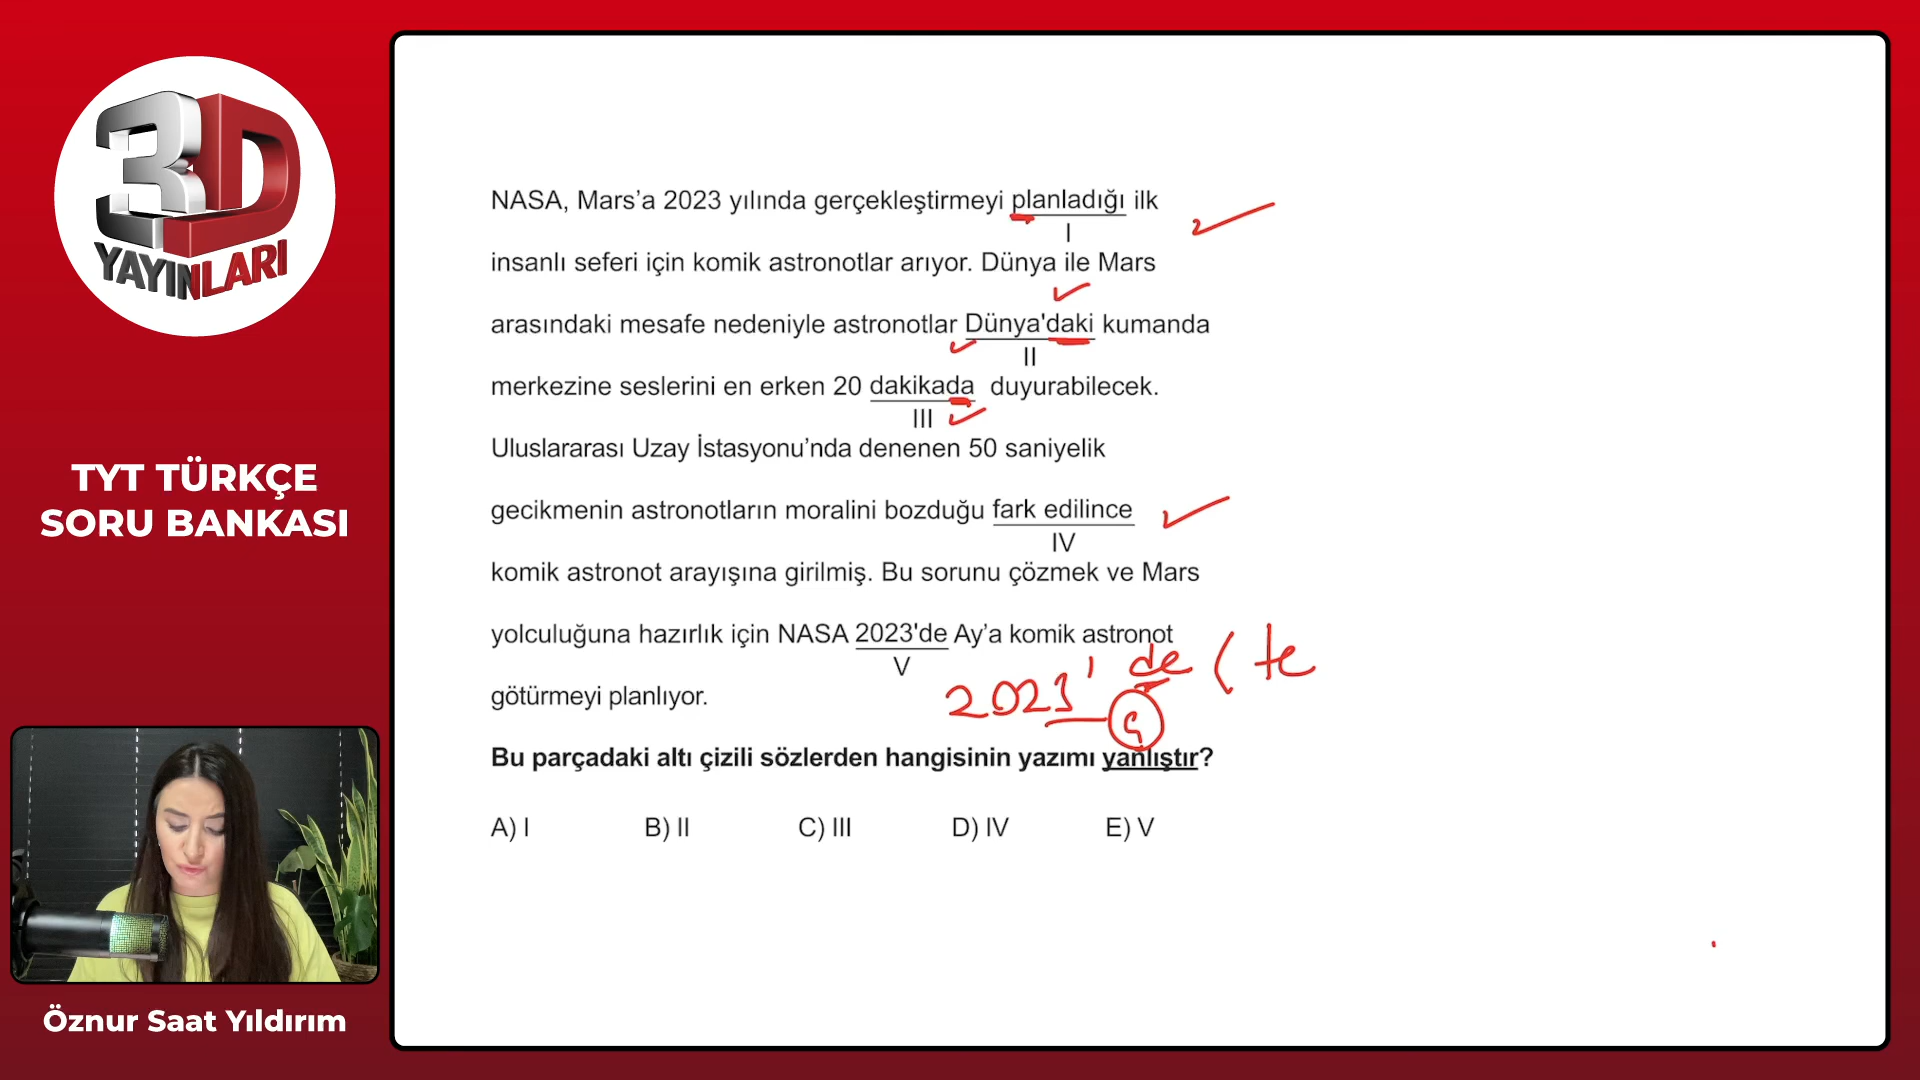 3D
YAYINLARI
TYT TÜRKÇE
SORU BANKASI
Öznur Saat Yıldırım
NASA, Mars’a 2023 yılında gerçekleştirmeyi planladığı ilk
I
insanlı seferi için komik astronotlar arıyor. Dünya ile Mars
arasındaki mesafe nedeniyle astronotlar Dünya'daki kumanda
II
merkezine seslerini en erken 20 dakikada duyurabilecek.
III
Uluslararası Uzay İstasyonu’nda denenen 50 saniyelik
gecikmenin astronotların moralini bozduğu fark edilince
IV
komik astronot arayışına girilmiş. Bu sorunu çözmek ve Mars
yolculuğuna hazırlık için NASA 2023'de Ay’a komik astronot
V
götürmeyi planlıyor.
2023' de ( te
ç
Bu parçadaki altı çizili sözlerden hangisinin yazımı yanlıştır?
A) I B) II C) III D) IV E) V